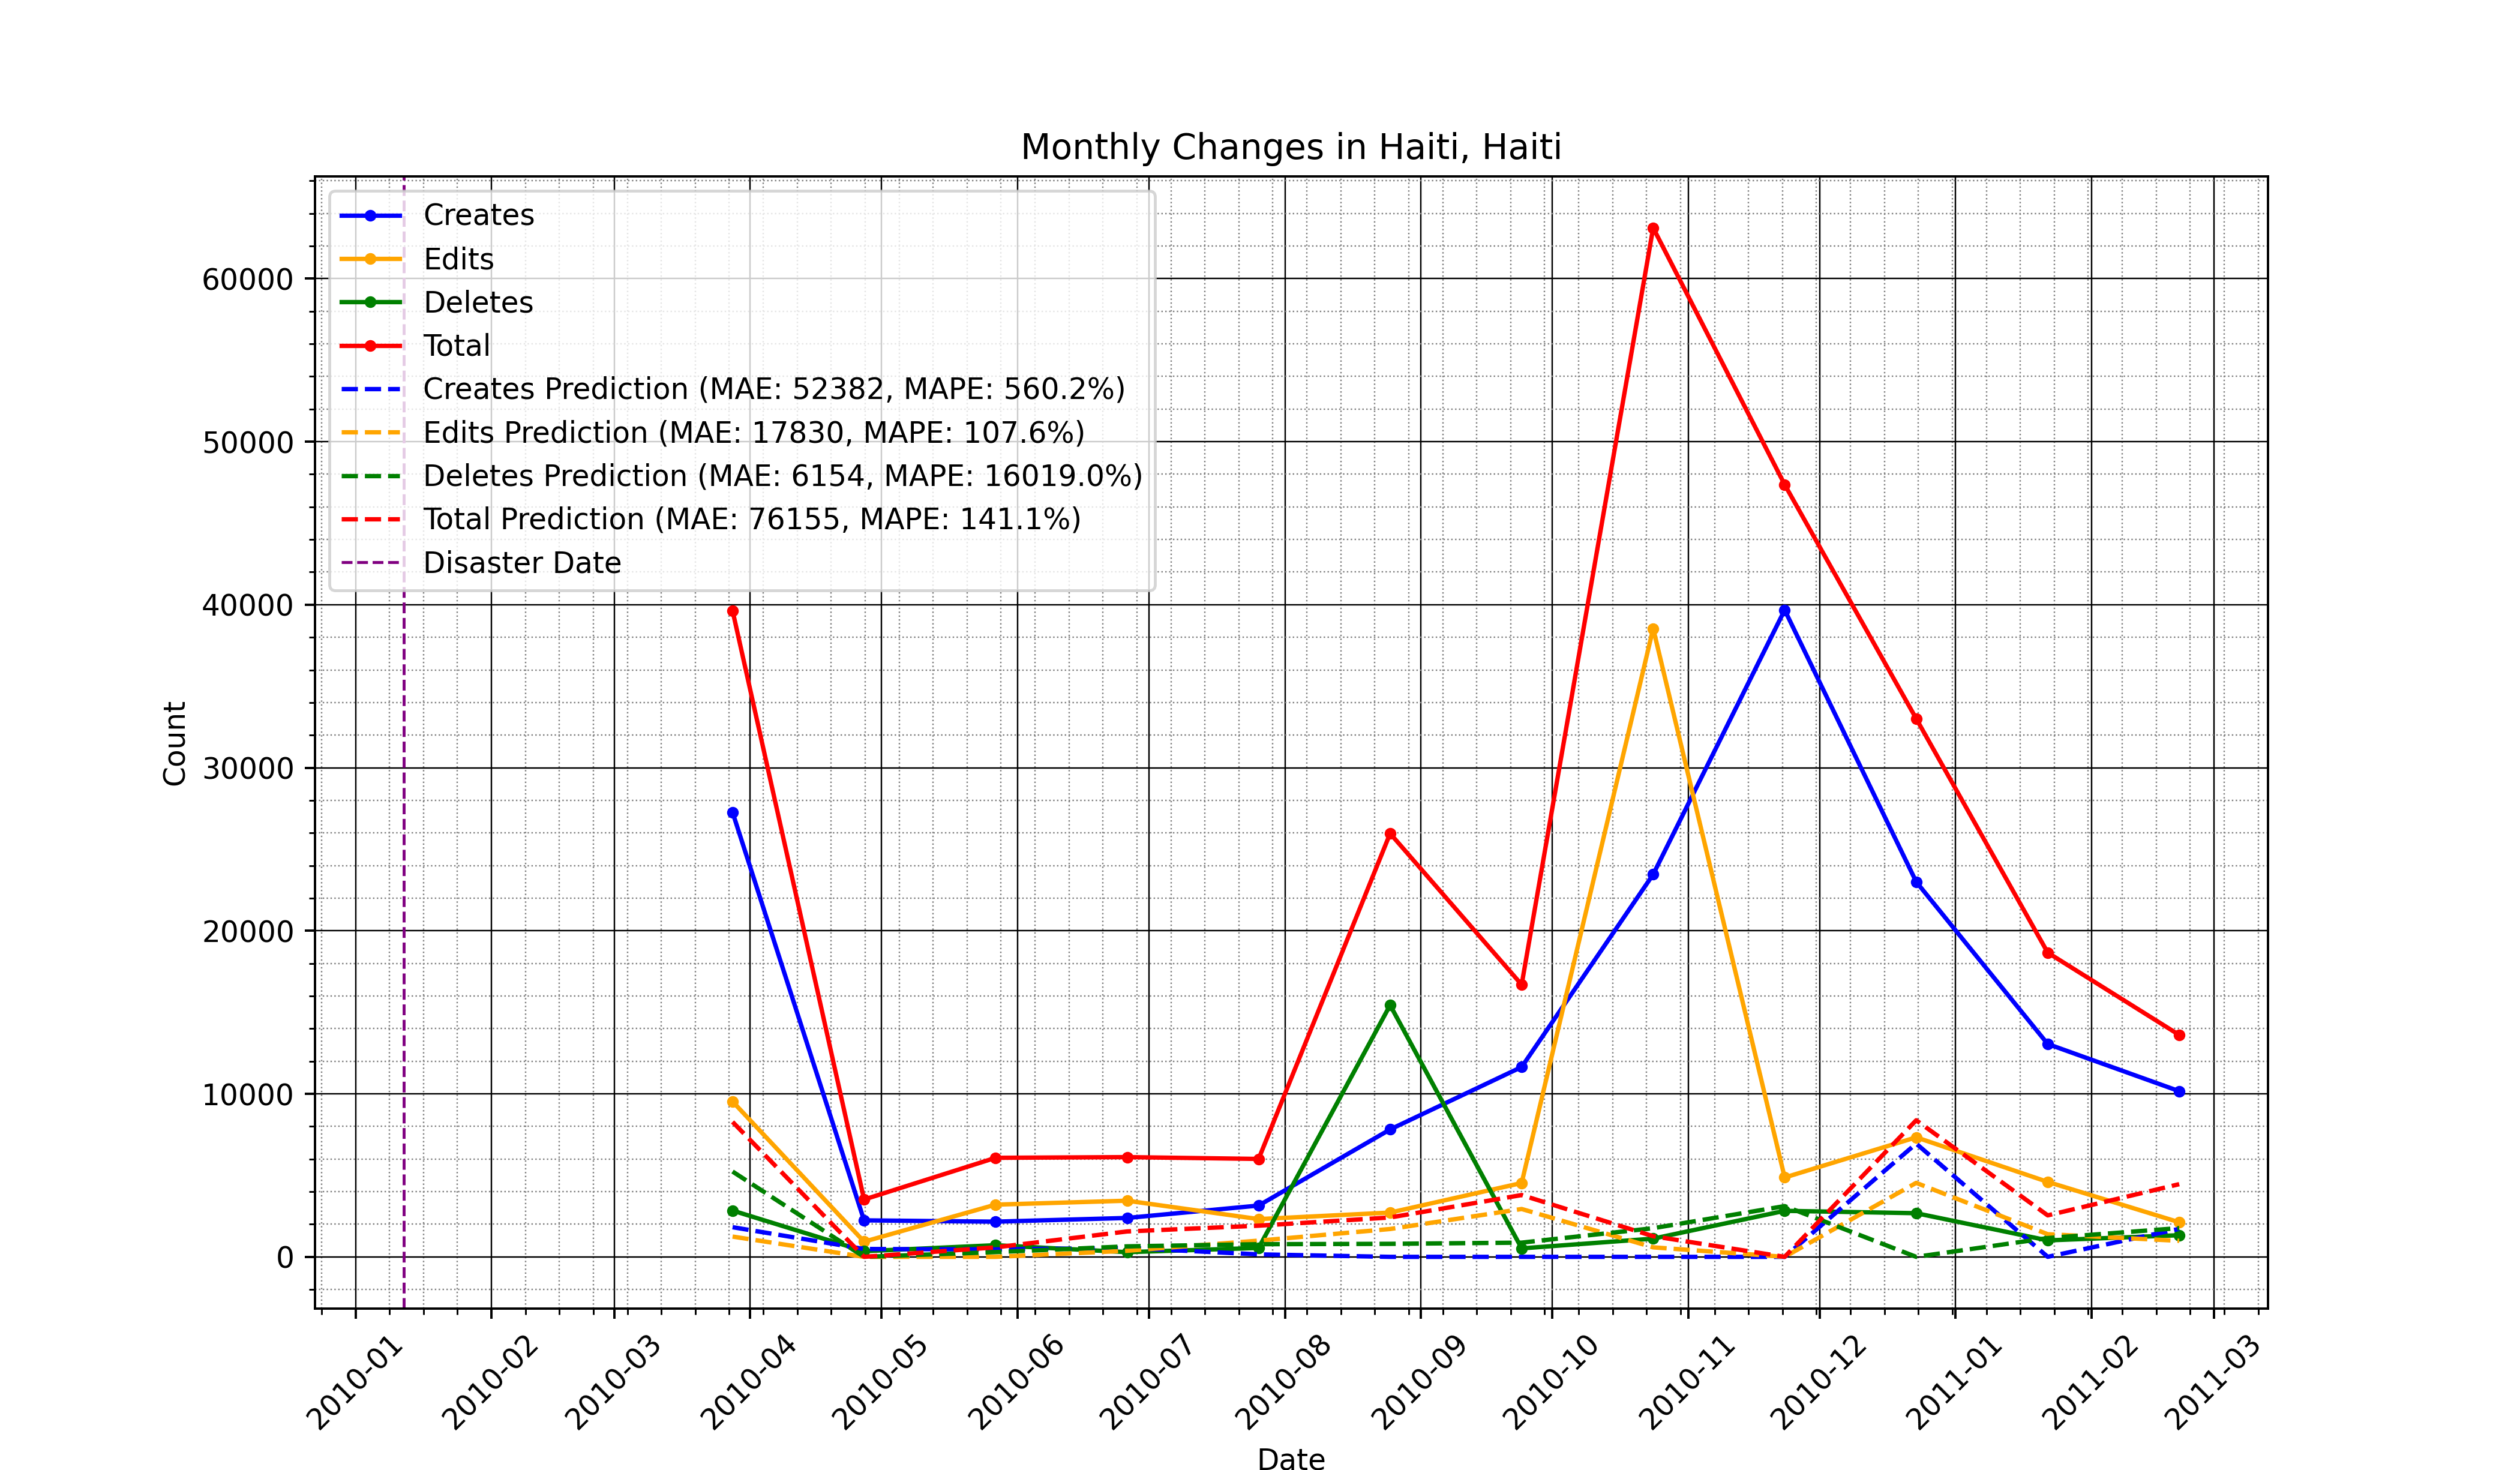 Monthly Changes in Haiti, Haiti
Creates
Edits
Deletes
Total
Creates Prediction (MAE: 52382, MAPE: 560.2%)
Edits Prediction (MAE: 17830, MAPE: 107.6%)
Deletes Prediction (MAE: 6154, MAPE: 16019.0%)
Total Prediction (MAE: 76155, MAPE: 141.1%)
Disaster Date
Count
60000
50000
40000
30000
20000
10000
0
2010-01
2010-02
2010-03
2010-04
2010-05
2010-06
2010-07
2010-08
2010-09
2010-10
2010-11
2010-12
2011-01
2011-02
2011-03
Date